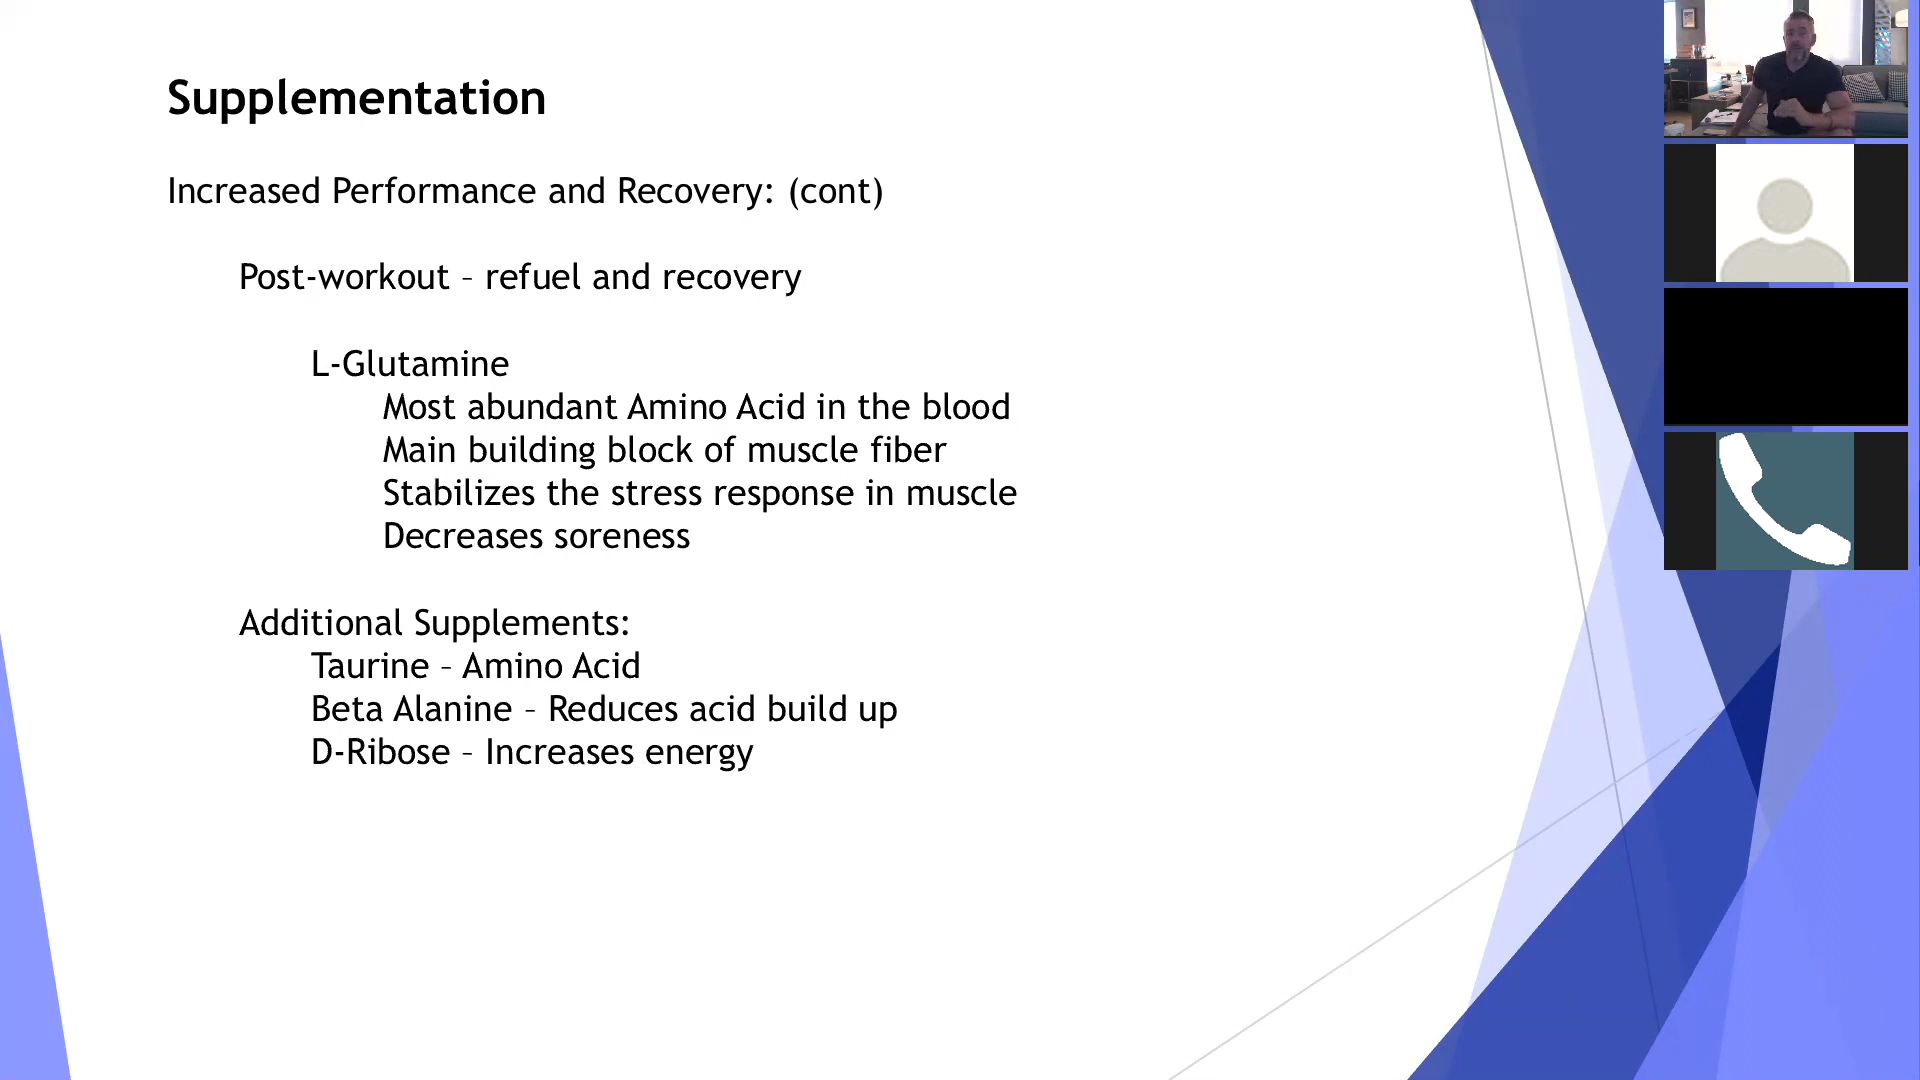 Supplementation
Increased Performance and Recovery: (cont)
Post-workout – refuel and recovery
L-Glutamine
Most abundant Amino Acid in the blood
Main building block of muscle fiber
Stabilizes the stress response in muscle
Decreases soreness
Additional Supplements:
Taurine – Amino Acid
Beta Alanine – Reduces acid build up
D-Ribose – Increases energy